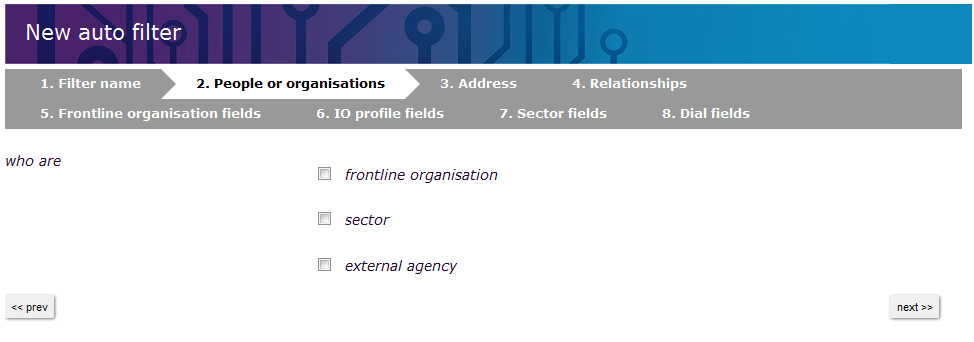 New auto filter
1. Filter name 2. People or organisations 3. Address 4. Relationships
5. Frontline organisation fields 6. IO profile fields 7. Sector fields 8. Dial fields
who are
frontline organisation
sector
external agency
<< prev next >>